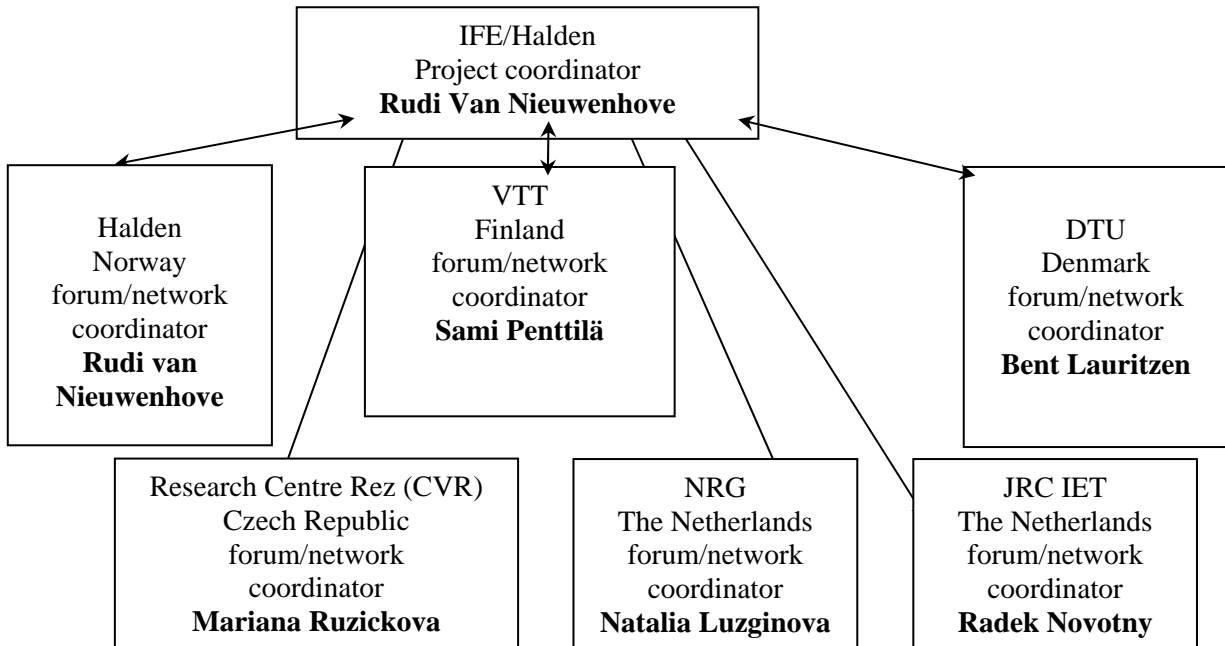 IFE/Halden
Project coordinator
Rudi Van Nieuwenhove
Halden
Norway
forum/network
coordinator
Rudi van
Nieuwenhove
VTT
Finland
forum/network
coordinator
Sami Penttilä
DTU
Denmark
forum/network
coordinator
Bent Lauritzen
Research Centre Rez (CVR)
Czech Republic
forum/network
coordinator
Mariana Ruzickova
NRG
The Netherlands
forum/network
coordinator
Natalia Luzginova
JRC IET
The Netherlands
forum/network
coordinator
Radek Novotny